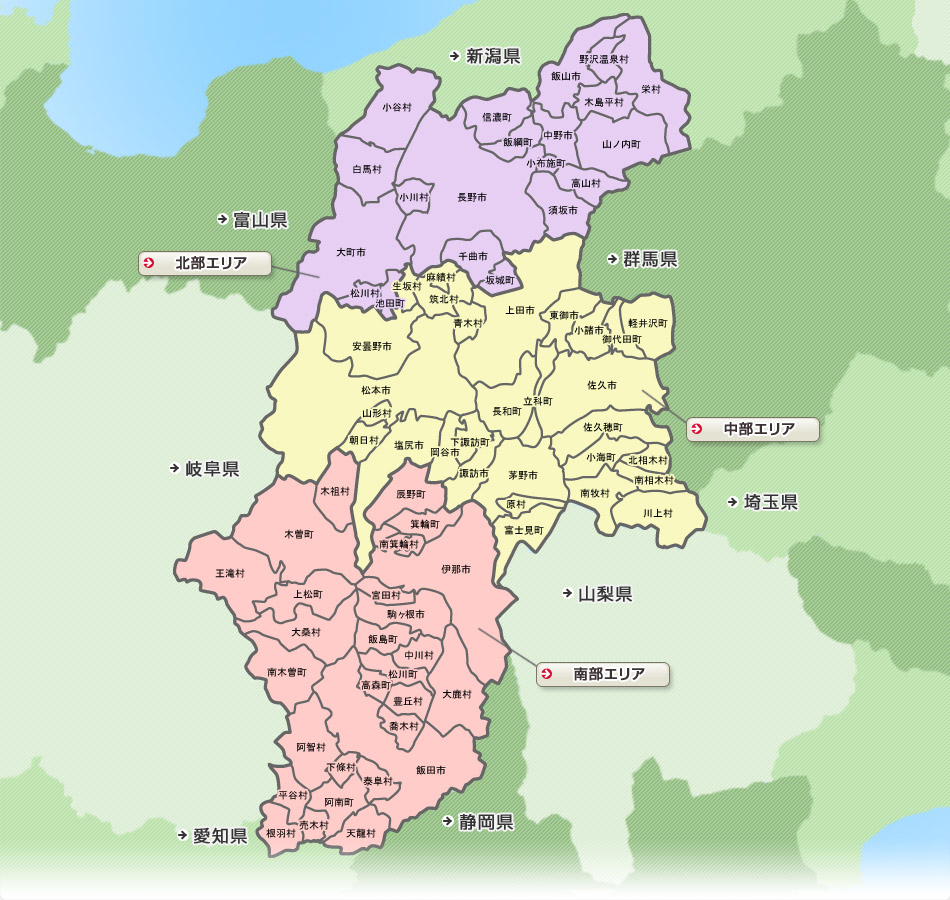 新潟県
野沢温泉村
飯山市
栄村
木島平村
小谷村
信濃町
中野市
飯綱町
山ノ内町
小布施町
白馬村
高山村
小川村
長野市
須坂市
富山県
大町市
千曲市
群馬県
北部エリア
麻績村
坂城町
生坂村
松川村
池田町
筑北村
上田市
東御市
青木村
小諸市
軽井沢町
御代田町
安曇野市
佐久市
松本市
立科町
山形村
長和町
佐久穂町
中部エリア
朝日村
塩尻市
下諏訪町
岡谷市
小海町
北相木村
岐阜県
諏訪市
茅野市
南相木村
木祖村
辰野町
南牧村
埼玉県
原村
川上村
箕輪町
富士見町
木曽町
南箕輪村
王滝村
伊那市
上松町
宮田村
山梨県
駒ヶ根市
大桑村
飯島町
中川村
南木曽町
松川町
南部エリア
高森町
大鹿村
豊丘村
喬木村
阿智村
下條村
飯田市
泰阜村
平谷村
阿南町
静岡県
売木村
愛知県
根羽村
天龍村